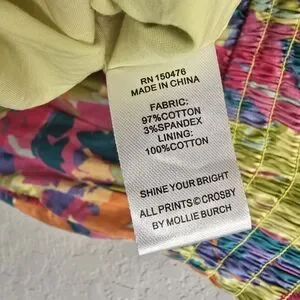 RN 150476
MADE IN CHINA
FABRIC:
97%COTTON
3%SPANDEX
LINING:
100%COTTON
SHINE YOUR BRIGHT
ALL PRINTS © CROSBY
BY MOLLIE BURCH